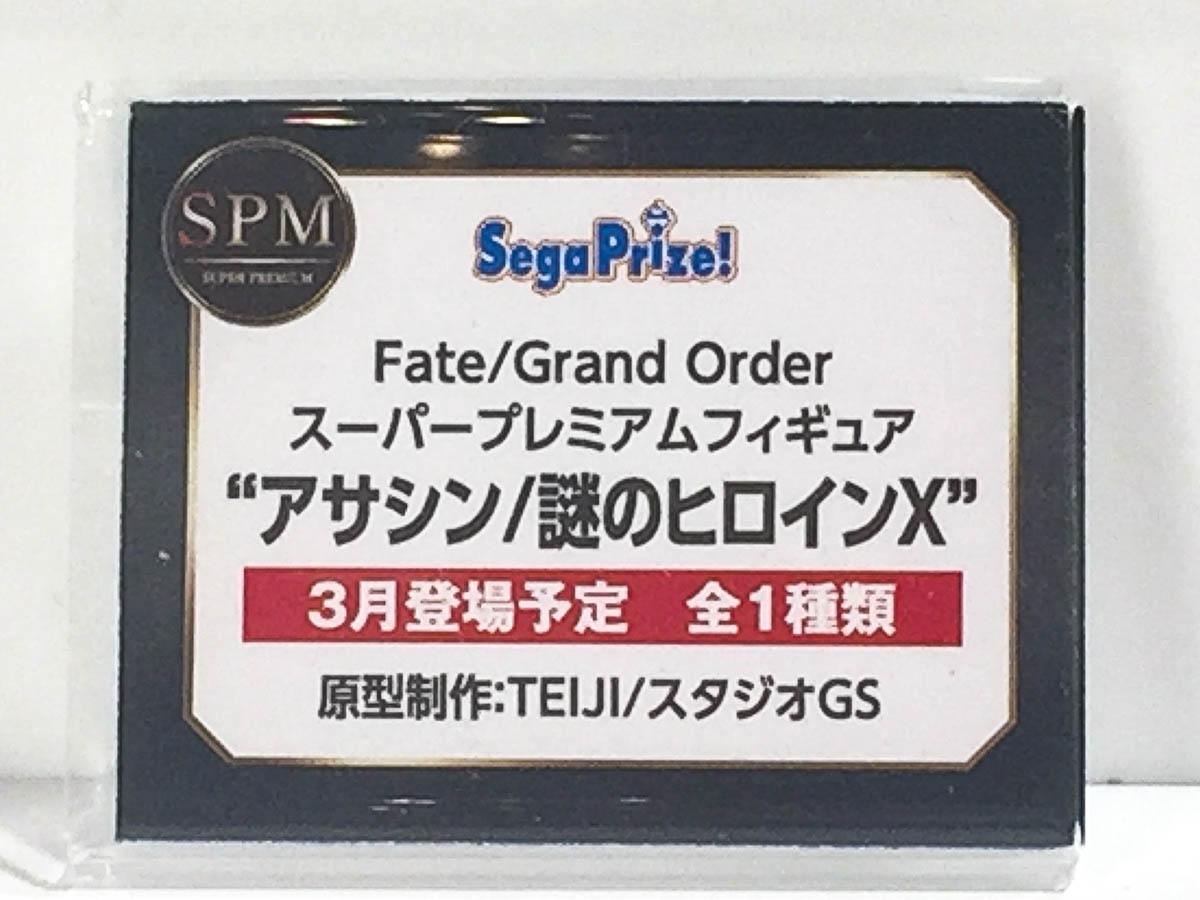 SPM
SUPER PREMIUM
SegaPrize!
Fate/Grand Order
スーパープレミアムフィギュア
“アサシン/謎のヒロインX”
3月登場予定　全1種類
原型制作:TEIJI/スタジオGS